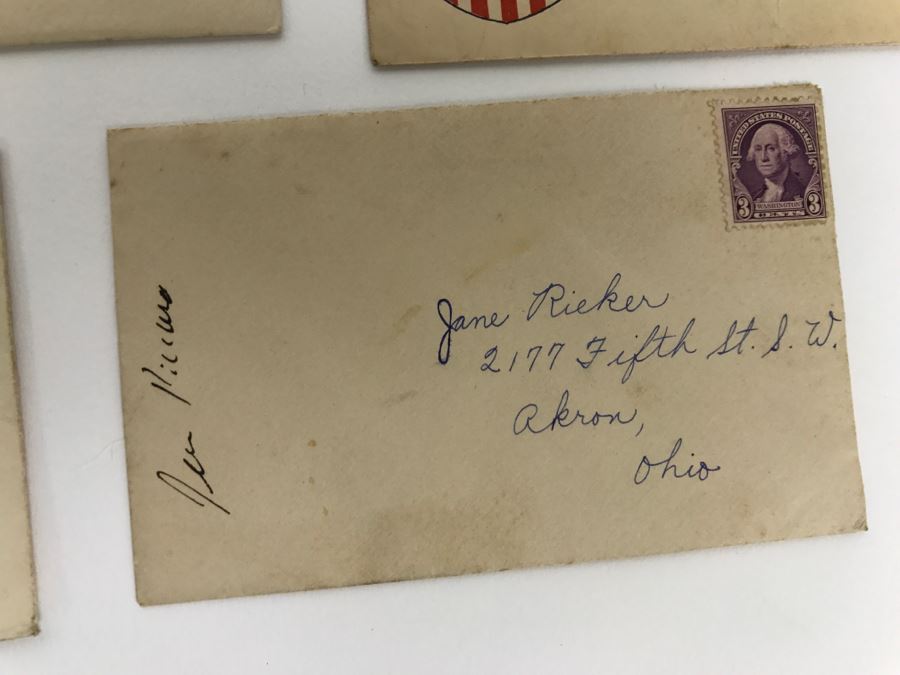 UNITED STATES POSTAGE
WASHINGTON
3 CENTS 3
Jane Rieker
2177 Fifth St. S. W.
Akron,
Ohio